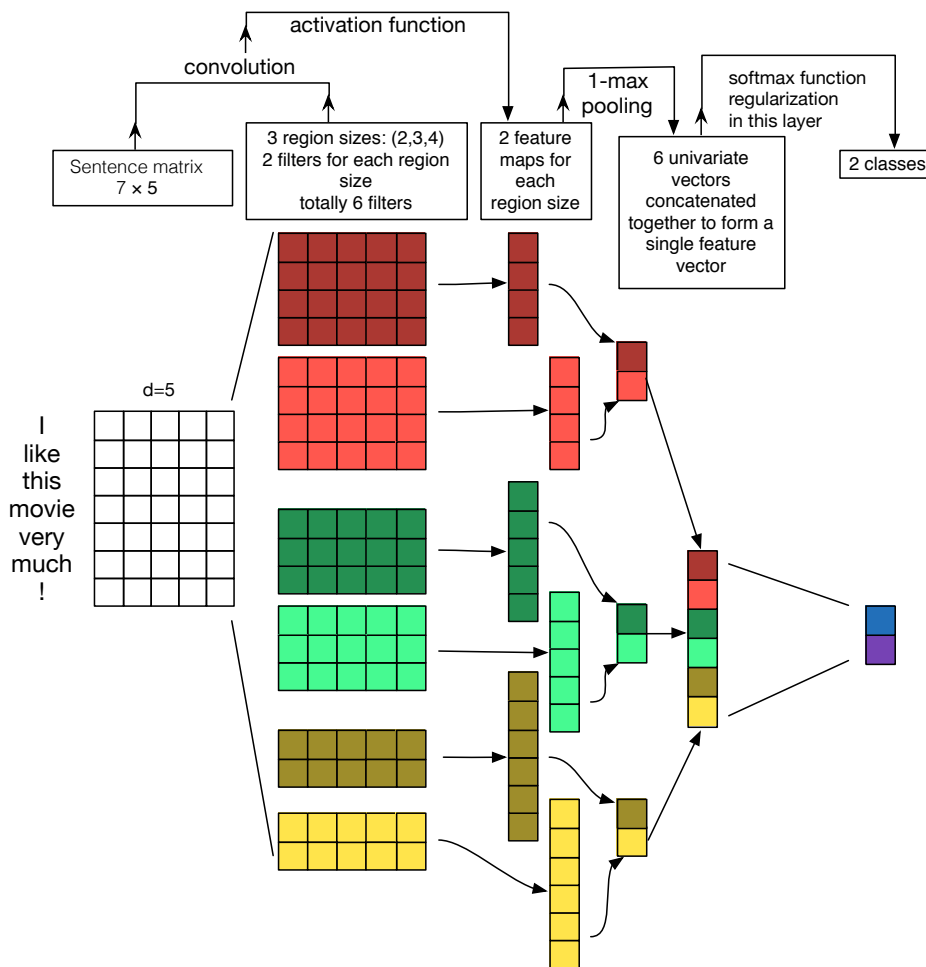 activation function
convolution
1-max
pooling
softmax function
regularization
in this layer
Sentence matrix
7 × 5
3 region sizes: (2,3,4)
2 filters for each region
size
totally 6 filters
2 feature
maps for
each
region size
6 univariate
vectors
concatenated
together to form a
single feature
vector
2 classes
d=5
I
like
this
movie
very
much
!